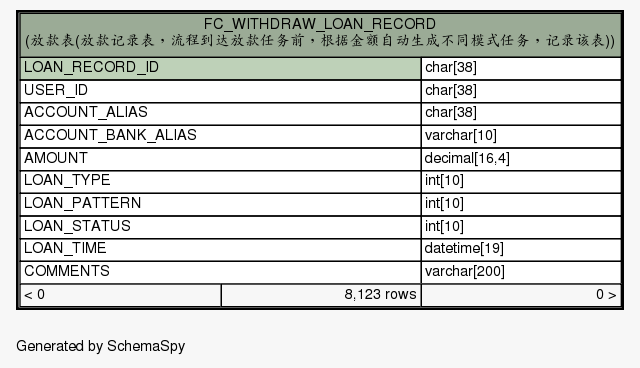 FC_WITHDRAW_LOAN_RECORD
(放款表(放款记录表，流程到达放款任务前，根据金额自动生成不同模式任务，记录该表))
LOAN_RECORD_ID char[38]
USER_ID char[38]
ACCOUNT_ALIAS char[38]
ACCOUNT_BANK_ALIAS varchar[10]
AMOUNT decimal[16,4]
LOAN_TYPE int[10]
LOAN_PATTERN int[10]
LOAN_STATUS int[10]
LOAN_TIME datetime[19]
COMMENTS varchar[200]
< 0 8,123 rows 0 >
Generated by SchemaSpy